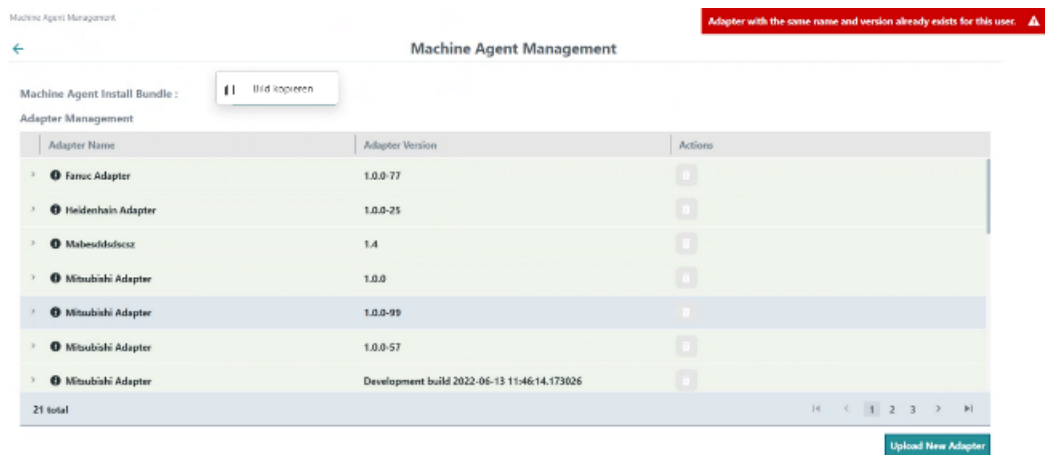 Machine Agent Management
Adapter with the same name and version already exists for this user.
Machine Agent Management
Machine Agent Install Bundle :
Bild kopieren
Adapter Management
Adapter Name Adapter Version Actions
Fanuc Adapter 1.0.0-77
Heidenhain Adapter 1.0.0-25
1.4
Mitsubishi Adapter 1.0.0
Mitsubishi Adapter 1.0.0-99
Mitsubishi Adapter 1.0.0-57
Mitsubishi Adapter Development build 2022-06-13 11:46:14.173026
21 total 1 2 3
Upload New Adapter